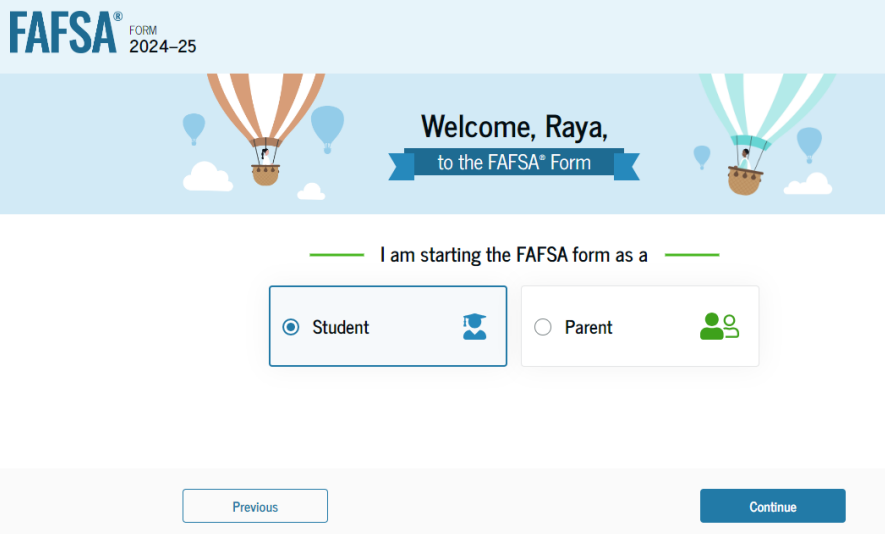 FAFSA®
FORM
2024–25
Welcome, Raya,
to the FAFSA® Form
I am starting the FAFSA form as a
Student
Parent
Previous
Continue